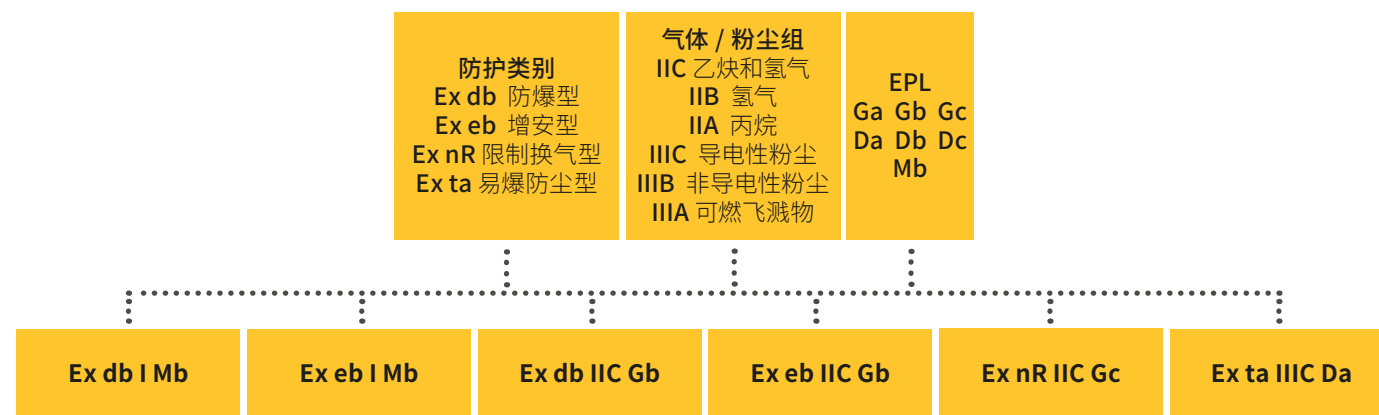 防护类别
Ex db 防爆型
Ex eb 增安型
Ex nR 限制换气型
Ex ta 易爆防尘型
气体 / 粉尘组
IIC 乙炔和氢气
IIB 氢气
IIA 丙烷
IIIC 导电性粉尘
IIIB 非导电性粉尘
IIIA 可燃飞溅物
EPL
Ga Gb Gc
Da Db Dc
Mb
Ex db I Mb
Ex eb I Mb
Ex db IIC Gb
Ex eb IIC Gb
Ex nR IIC Gc
Ex ta IIIC Da